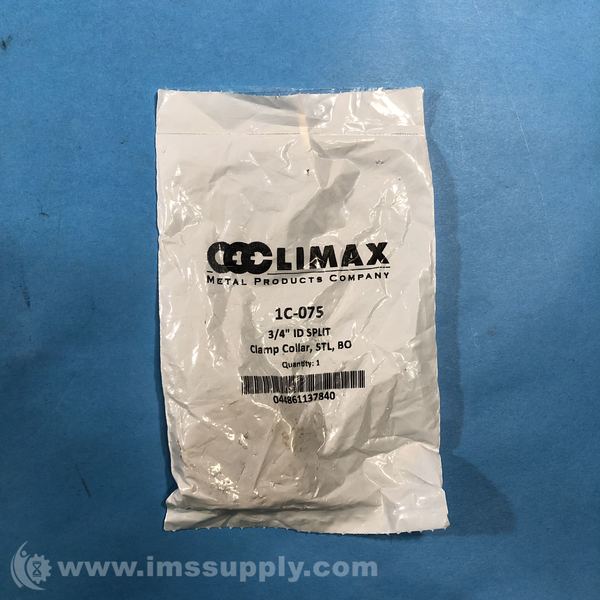 CLIMAX
METAL PRODUCTS COMPANY
1C-075
3/4" ID SPLIT
Clamp Collar, STL, BO
Quantity: 1
044861137840
www.imssupply.com